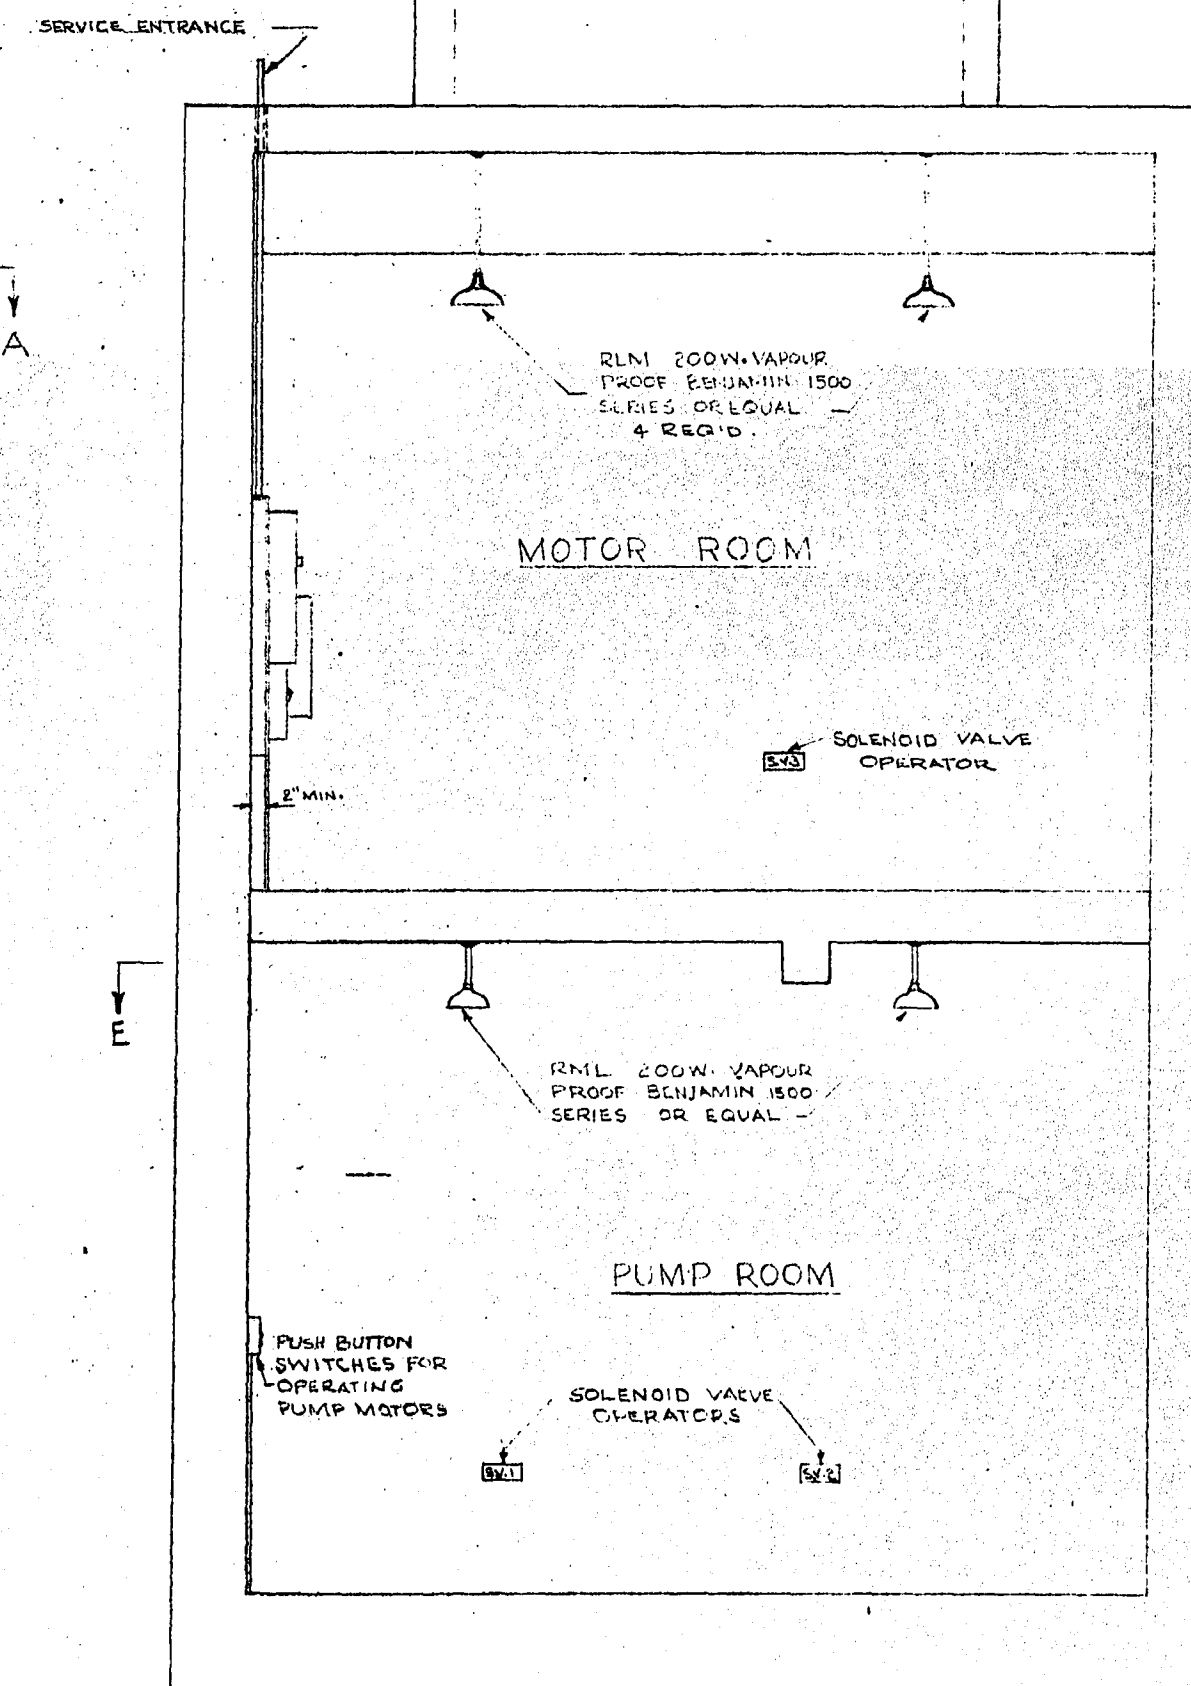 SERVICE ENTRANCE
A
RLM 200W. VAPOUR
PROOF BENJAMIN 1500
SERIES OR EQUAL
4 REQ'D.
MOTOR ROOM
SOLENOID VALVE
OPERATOR
SV3
2" MIN.
E
RML 200W. VAPOUR
PROOF BENJAMIN 1500
SERIES OR EQUAL
PUMP ROOM
PUSH BUTTON
SWITCHES FOR
OPERATING
PUMP MOTORS
SOLENOID VALVE
OPERATORS
SV.1
SV.2